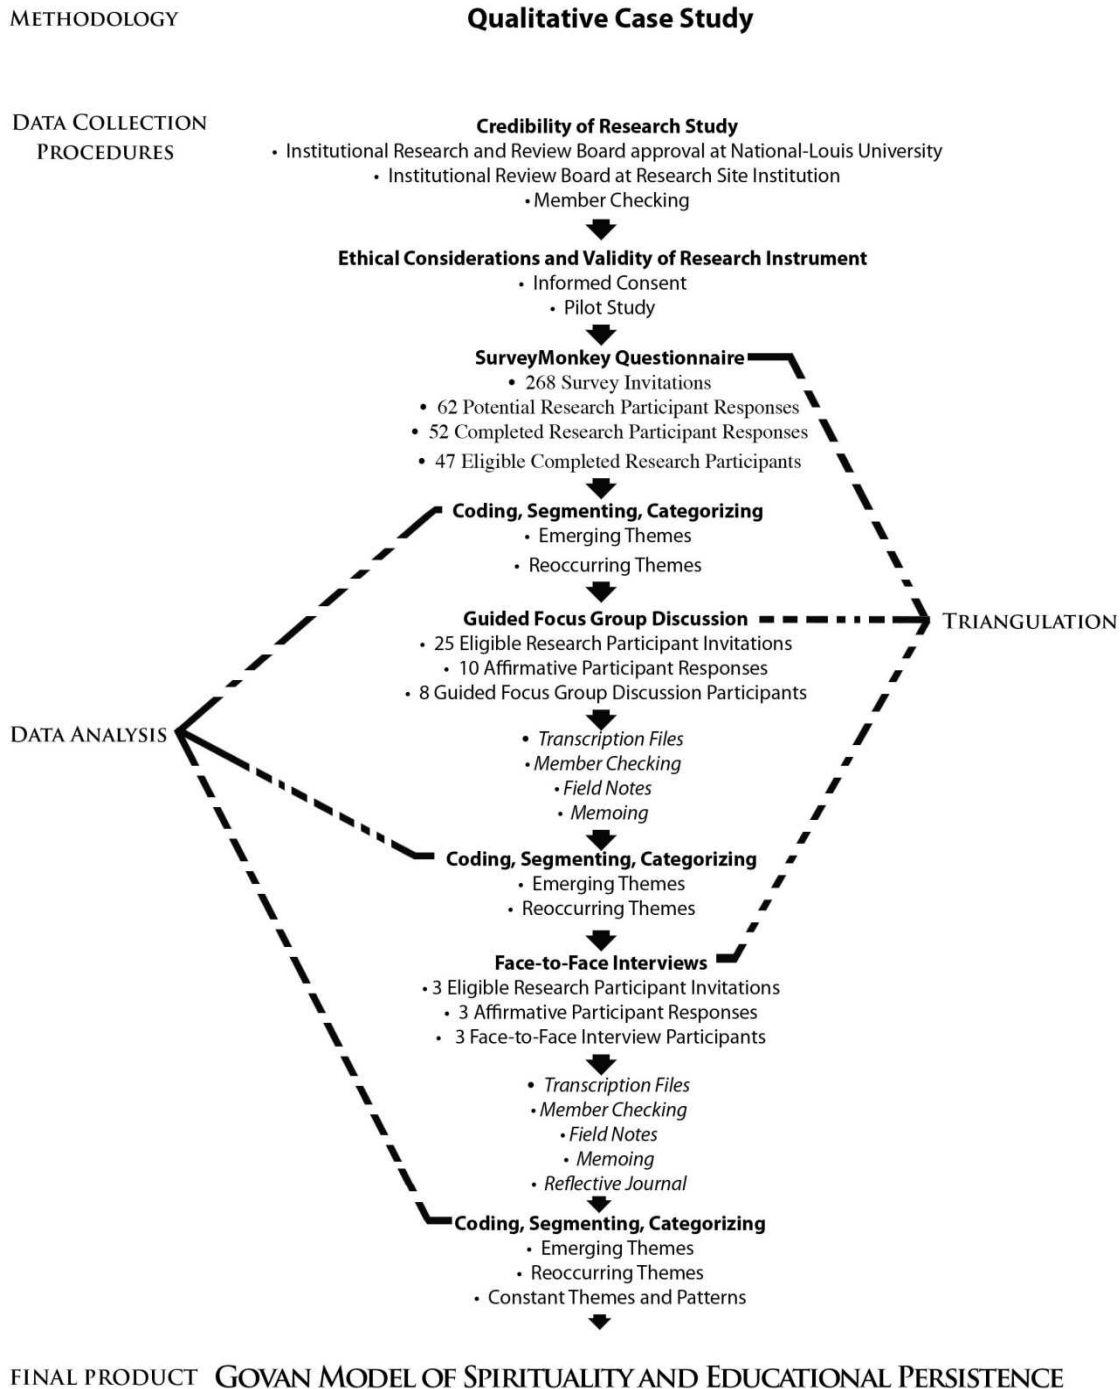 METHODOLOGY Qualitative Case Study
DATA COLLECTION
PROCEDURES
Credibility of Research Study
• Institutional Research and Review Board approval at National-Louis University
• Institutional Review Board at Research Site Institution
• Member Checking
Ethical Considerations and Validity of Research Instrument
• Informed Consent
• Pilot Study
SurveyMonkey Questionnaire
• 268 Survey Invitations
• 62 Potential Research Participant Responses
• 52 Completed Research Participant Responses
• 47 Eligible Completed Research Participants
Coding, Segmenting, Categorizing
• Emerging Themes
• Reoccurring Themes
Guided Focus Group Discussion
TRIANGULATION
• 25 Eligible Research Participant Invitations
• 10 Affirmative Participant Responses
• 8 Guided Focus Group Discussion Participants
DATA ANALYSIS
• Transcription Files
• Member Checking
• Field Notes
• Memoing
Coding, Segmenting, Categorizing
• Emerging Themes
• Reoccurring Themes
Face-to-Face Interviews
• 3 Eligible Research Participant Invitations
• 3 Affirmative Participant Responses
• 3 Face-to-Face Interview Participants
• Transcription Files
• Member Checking
• Field Notes
• Memoing
• Reflective Journal
Coding, Segmenting, Categorizing
• Emerging Themes
• Reoccurring Themes
• Constant Themes and Patterns
FINAL PRODUCT GOVAN MODEL OF SPIRITUALITY AND EDUCATIONAL PERSISTENCE